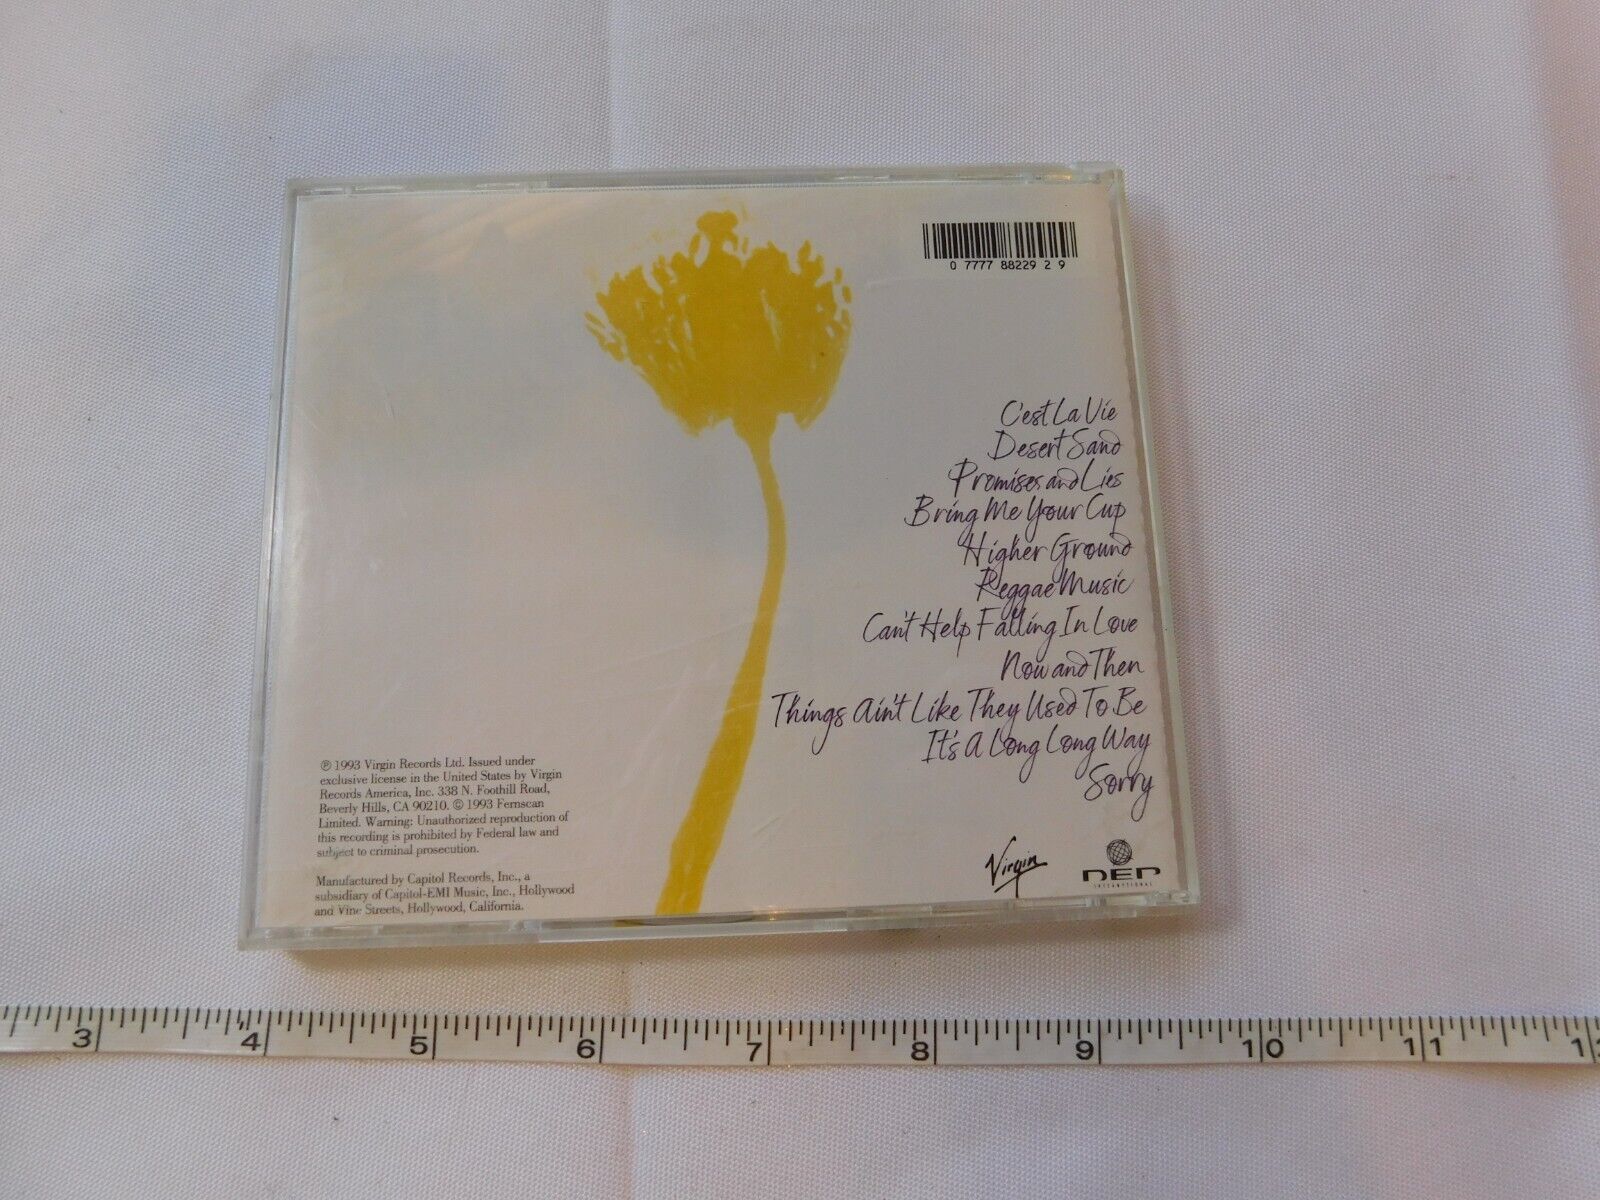 0 7777 88229 2 9
C'est La Vie
Desert Sand
Promises and Lies
Bring Me Your Cup
Higher Ground
Reggae Music
Can't Help Falling In Love
Now and Then
Things Ain't Like They Used To Be
It's A Long Long Way
Sorry
℗ 1993 Virgin Records Ltd. Issued under
exclusive license in the United States by Virgin
Records America, Inc. 338 N. Foothill Road,
Beverly Hills, CA 90210. © 1993 Fernscan
Limited. Warning: Unauthorized reproduction of
this recording is prohibited by Federal law and
subject to criminal prosecution.
Manufactured by Capitol Records, Inc., a
subsidiary of Capitol-EMI Music, Inc., Hollywood
and Vine Streets, Hollywood, California.
Virgin
DEP
INTERNATIONAL
3 4 5 6 7 8 9 10 11